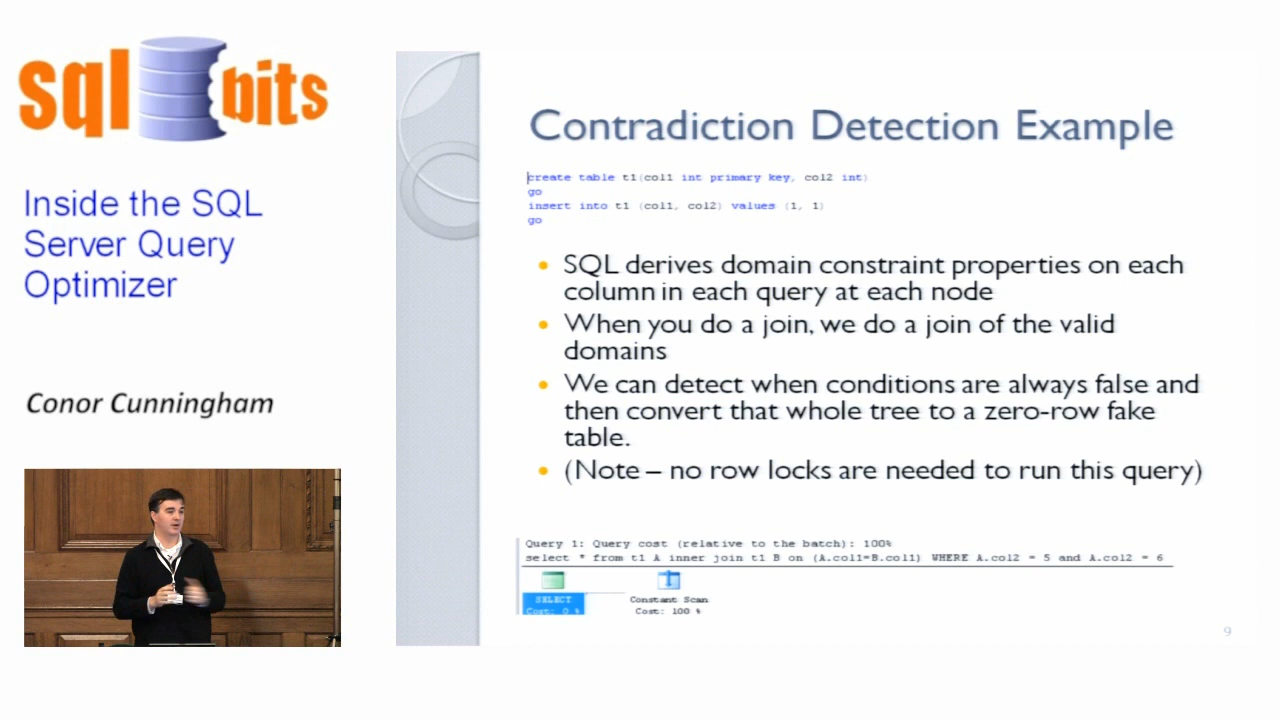 sql bits
Inside the SQL
Server Query
Optimizer
Conor Cunningham
Contradiction Detection Example
create table t1(col1 int primary key, col2 int)
go
insert into t1 (col1, col2) values (1, 1)
go
• SQL derives domain constraint properties on each
column in each query at each node
• When you do a join, we do a join of the valid
domains
• We can detect when conditions are always false and
then convert that whole tree to a zero-row fake
table.
• (Note – no row locks are needed to run this query)
Query 1: Query cost (relative to the batch): 100%
select * from t1 A inner join t1 B on (A.col1=B.col1) WHERE A.col2 = 5 and A.col2 = 6
SELECT
Cost: 0 %
Constant Scan
Cost: 100 %
9